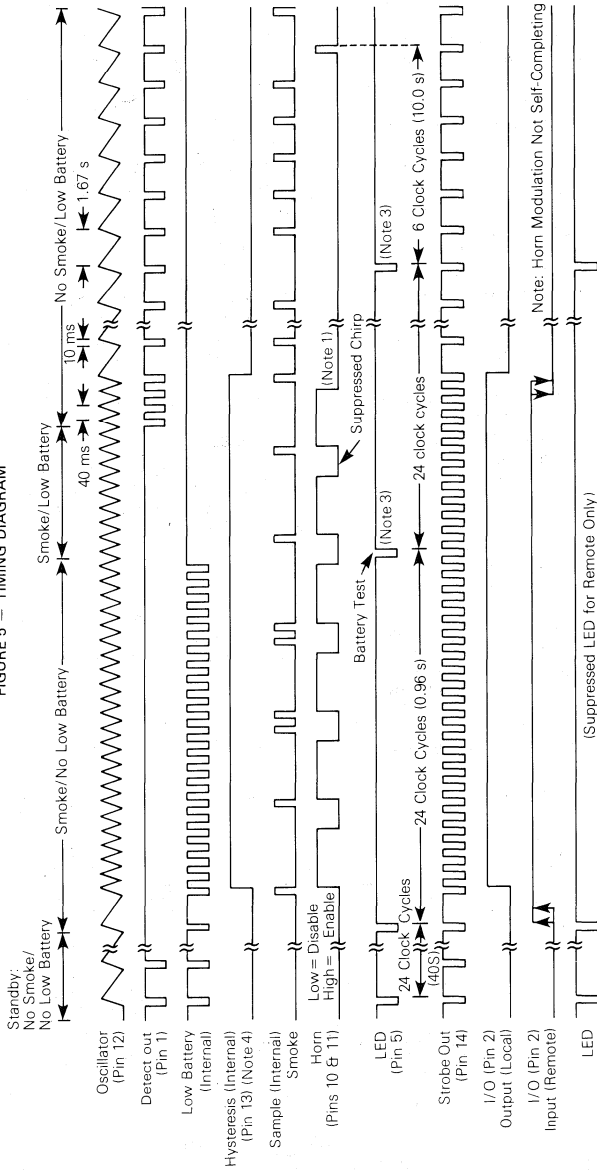 FIGURE 5 — TIMING DIAGRAM
Standby:
No Smoke/
No Low Battery
Smoke/No Low Battery
Smoke/Low Battery
No Smoke/Low Battery
40 ms
10 ms
1.67 s
Oscillator
(Pin 12)
Detect out
(Pin 1)
Low Battery
(Internal)
Hysteresis (Internal)
(Pin 13) (Note 4)
Sample (Internal)
Smoke
Horn
(Pins 10 & 11)
Low = Disable
High = Enable
(Note 1)
Suppressed Chirp
LED
(Pin 5)
Battery Test
(Note 3)
(Note 3)
24 Clock Cycles
(40S)
24 Clock Cycles (0.96 s)
24 clock cycles
6 Clock Cycles (10.0 s)
Strobe Out
(Pin 14)
I/O (Pin 2)
Output (Local)
I/O (Pin 2)
Input (Remote)
Note: Horn Modulation Not Self-Completing
LED
(Suppressed LED for Remote Only)